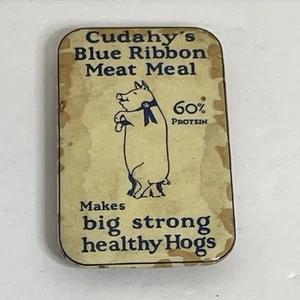 Cudahy's
Blue Ribbon
Meat Meal
60%
PROTEIN
Makes
big strong
healthy Hogs